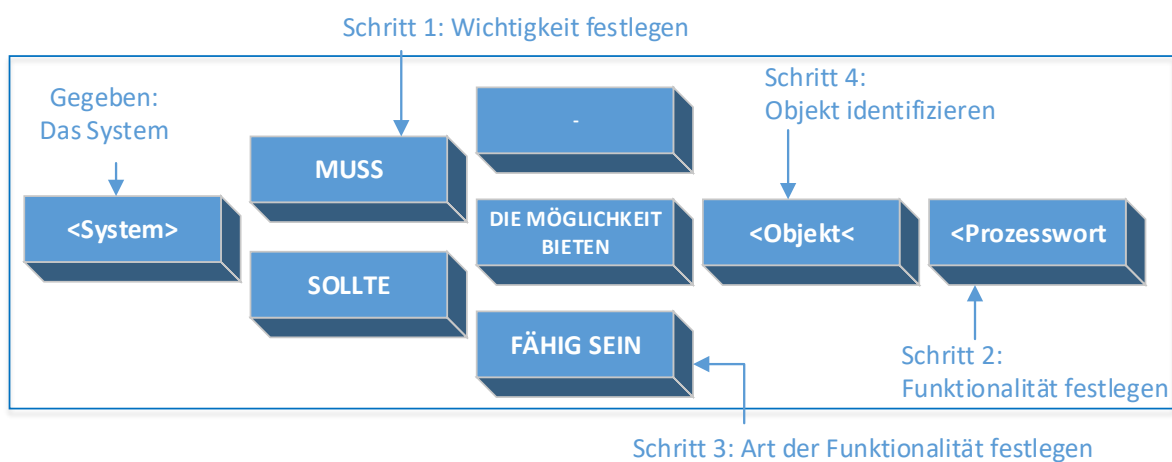 Schritt 1: Wichtigkeit festlegen
Gegeben:
Das System
Schritt 4:
Objekt identifizieren
-
MUSS
<System>
DIE MÖGLICHKEIT
BIETEN
<Objekt<
<Prozesswort
SOLLTE
FÄHIG SEIN
Schritt 2:
Funktionalität festlegen
Schritt 3: Art der Funktionalität festlegen